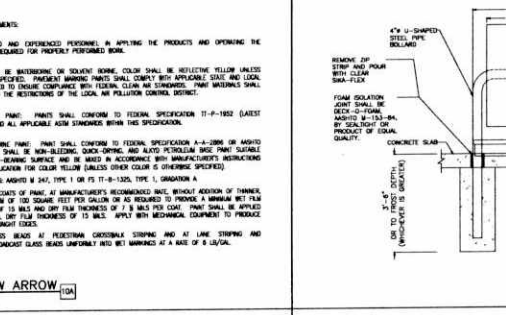 MENTS:
AND EXPERIENCED PERSONNEL IN APPLYING THE PRODUCTS AND OPERATING THE
REQUIRED FOR PROPERLY PERFORMED WORK.
BE WATERBORNE OR SOLVENT BORNE, COLOR SHALL BE REFLECTIVE YELLOW UNLESS
SPECIFIED. PAVEMENT MARKING PAINTS SHALL COMPLY WITH APPLICABLE STATE AND LOCAL
TO ENSURE COMPLIANCE WITH FEDERAL CLEAN AIR STANDARDS. PAINT MATERIALS SHALL
THE RESTRICTIONS OF THE LOCAL AIR POLLUTION CONTROL DISTRICT.
PAINT: PAINTS SHALL CONFORM TO FEDERAL SPECIFICATION TT-P-1952 (LATEST
ALL APPLICABLE ASTM STANDARDS WITHIN THIS SPECIFICATION.
PAINT: PAINT SHALL CONFORM TO FEDERAL SPECIFICATION A-A-2886 OR AASHTO
SHALL BE NON-BLEEDING, QUICK-DRYING, AND ALKYD PETROLEUM BASE PAINT SUITABLE
-BEARING SURFACE AND BE MIXED IN ACCORDANCE WITH MANUFACTURER'S INSTRUCTIONS
FOR COLOR YELLOW (UNLESS OTHER COLOR IS OTHERWISE SPECIFIED)
AASHTO M 247, TYPE 1 OR FS TT-B-1325, TYPE 1, GRADATION A
COATS OF PAINT, AT MANUFACTURER'S RECOMMENDED RATE, WITHOUT ADDITION OF THINNER,
OF 100 SQUARE FEET PER GALLON OR AS REQUIRED TO PROVIDE A MINIMUM WET FILM
OF 15 MILS AND DRY FILM THICKNESS OF 7.5 MILS PER COAT. PAINT SHALL BE APPLIED
DRY FILM THICKNESS OF 15 MILS. APPLY WITH MECHANICAL EQUIPMENT TO PRODUCE
EDGES.
BEADS AT PEDESTRIAN CROSSWALK STRIPING AND AT LANE STRIPING AND
BROADCAST GLASS BEADS UNIFORMLY INTO WET MARKINGS AT A RATE OF 6 LB/GAL.
W ARROW 10A
4"ø U-SHAPED
STEEL PIPE
BOLLARD
REMOVE ZIP
STRIP AND POUR
WITH CLEAR
SIKA-FLEX
FOAM ISOLATION
JOINT SHALL BE
DECK-O-FOAM,
AASHTO M-153-84,
BY SEALTIGHT OR
PRODUCT OF EQUAL
QUALITY.
CONCRETE SLAB
3'-6"
OR TO FROST DEPTH
(WHICHEVER IS GREATER)